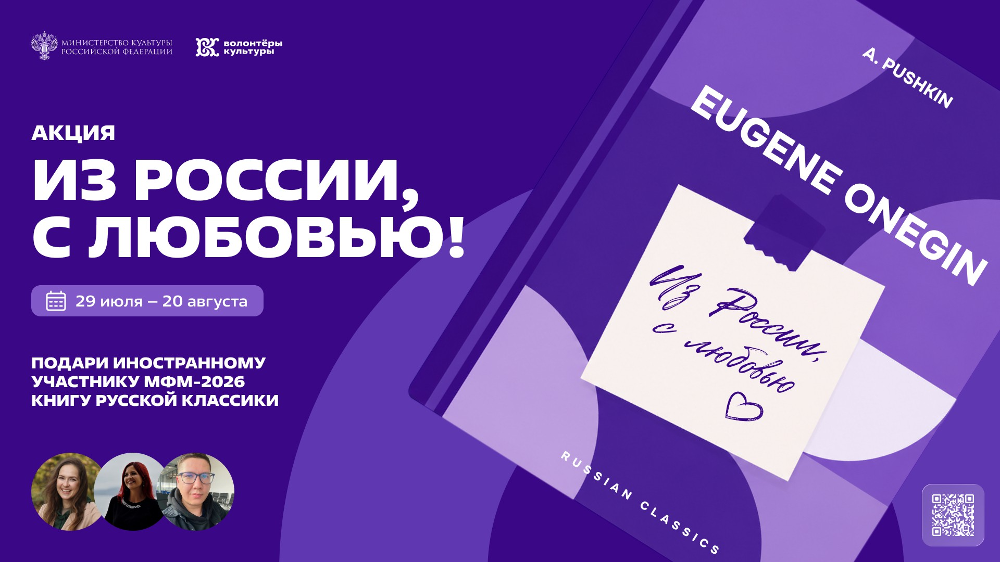 МИНИСТЕРСТВО КУЛЬТУРЫ
РОССИЙСКОЙ ФЕДЕРАЦИИ
волонтёры
культуры
АКЦИЯ
ИЗ РОССИИ,
С ЛЮБОВЬЮ!
29 июля – 20 августа
ПОДАРИ ИНОСТРАННОМУ
УЧАСТНИКУ МФМ-2026
КНИГУ РУССКОЙ КЛАССИКИ
A. PUSHKIN
EUGENE ONEGIN
Из России,
с любовью
RUSSIAN CLASSICS